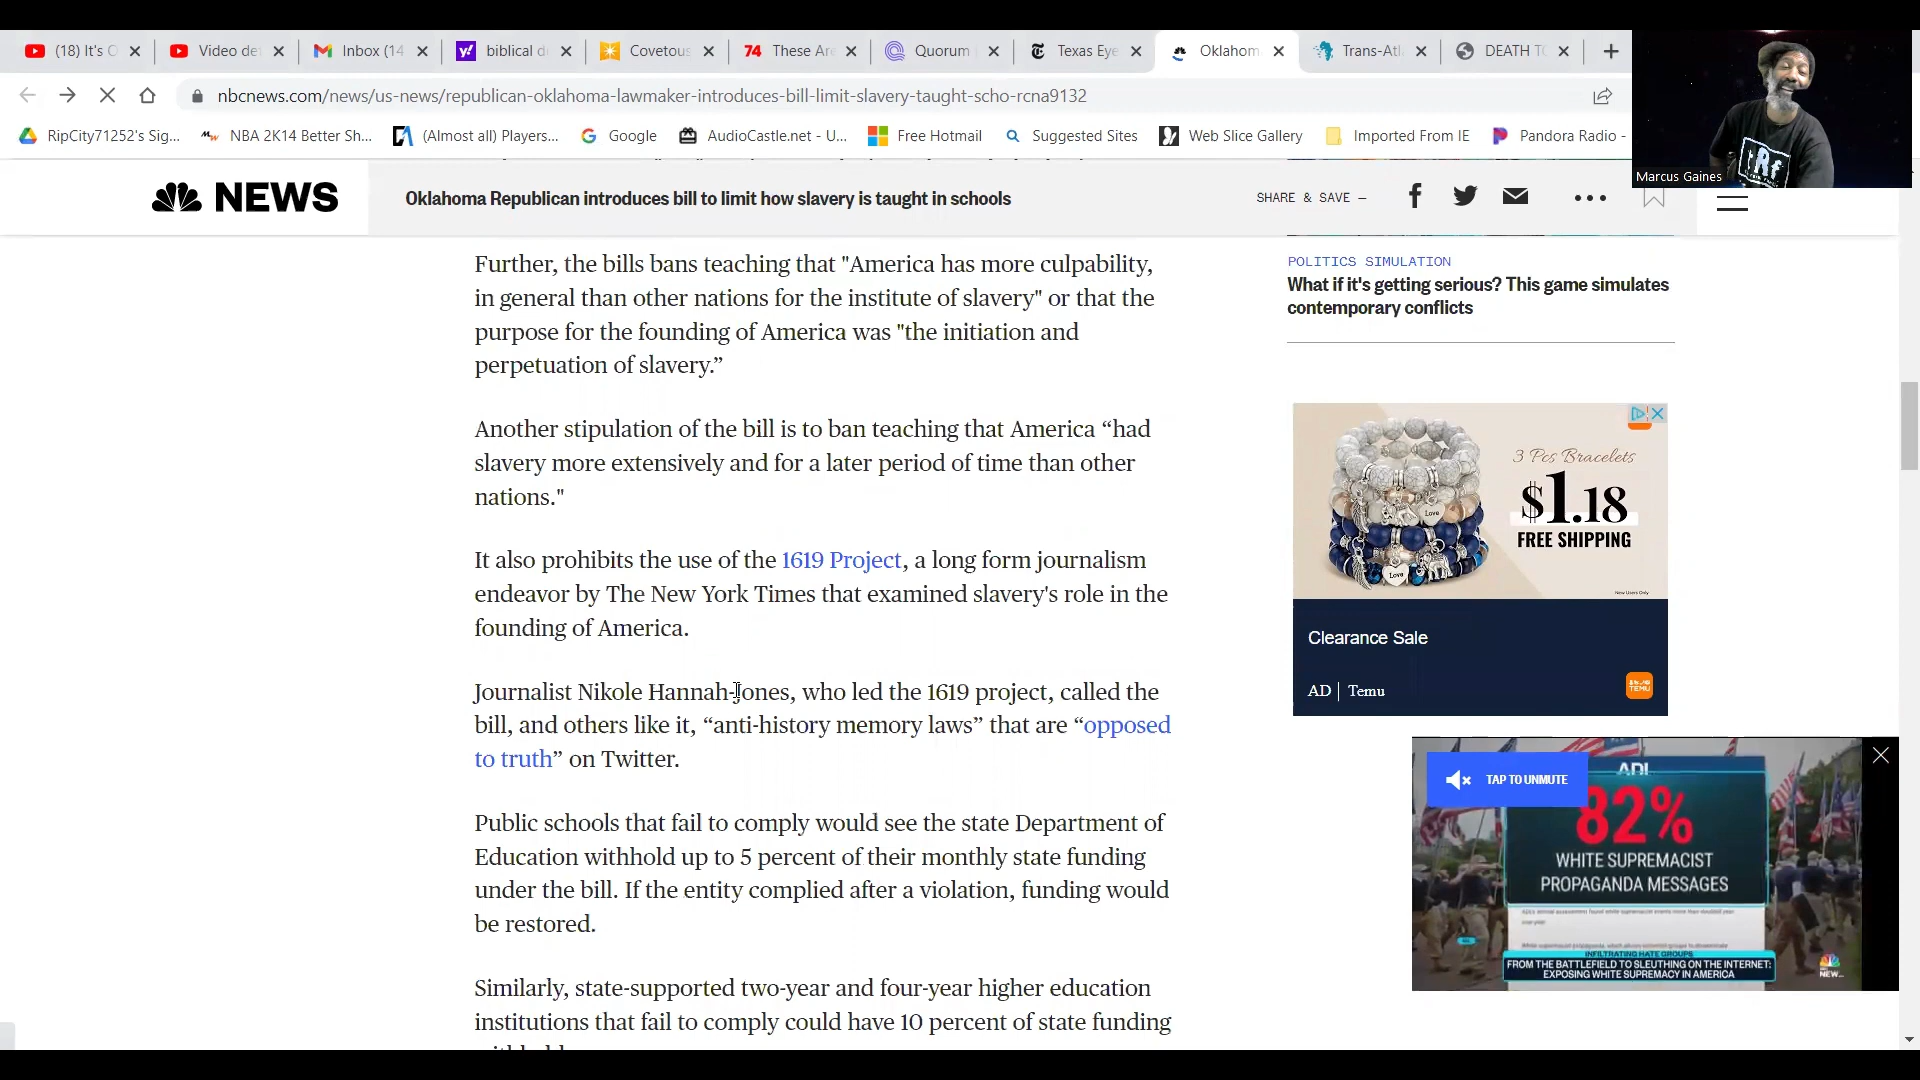 (18) It's
Video de
Inbox (14
biblical d
Covetous
74 These Are
Quorum
Texas Eye
Oklahom
Trans-Atl
DEATH TO
nbcnews.com/news/us-news/republican-oklahoma-lawmaker-introduces-bill-limit-slavery-taught-scho-rcna9132
RipCity71252's Sig...
NBA 2K14 Better Sh...
(Almost all) Players...
Google
AudioCastle.net - U...
Free Hotmail
Suggested Sites
Web Slice Gallery
Imported From IE
Pandora Radio -
Marcus Gaines
NEWS
Oklahoma Republican introduces bill to limit how slavery is taught in schools
SHARE & SAVE —
Further, the bills bans teaching that "America has more culpability,
in general than other nations for the institute of slavery" or that the
purpose for the founding of America was "the initiation and
perpetuation of slavery.”
Another stipulation of the bill is to ban teaching that America “had
slavery more extensively and for a later period of time than other
nations."
It also prohibits the use of the 1619 Project, a long form journalism
endeavor by The New York Times that examined slavery's role in the
founding of America.
Journalist Nikole Hannah-Jones, who led the 1619 project, called the
bill, and others like it, “anti-history memory laws” that are “opposed
to truth” on Twitter.
Public schools that fail to comply would see the state Department of
Education withhold up to 5 percent of their monthly state funding
under the bill. If the entity complied after a violation, funding would
be restored.
Similarly, state-supported two-year and four-year higher education
institutions that fail to comply could have 10 percent of state funding
POLITICS SIMULATION
What if it's getting serious? This game simulates
contemporary conflicts
3 Pcs Bracelets
$1.18
FREE SHIPPING
New Users Only
Love
Love
Clearance Sale
AD | Temu
TEMU
TAP TO UNMUTE
ADL
82%
WHITE SUPREMACIST
PROPAGANDA MESSAGES
INFILTRATING HATE GROUPS
FROM THE BATTLEFIELD TO SLEUTHING ON THE INTERNET:
EXPOSING WHITE SUPREMACY IN AMERICA
NEWS